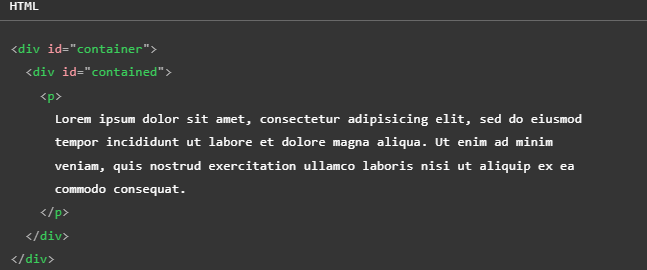 HTML
<div id="container">
<div id="contained">
<p>
Lorem ipsum dolor sit amet, consectetur adipisicing elit, sed do eiusmod
tempor incididunt ut labore et dolore magna aliqua. Ut enim ad minim
veniam, quis nostrud exercitation ullamco laboris nisi ut aliquip ex ea
commodo consequat.
</p>
</div>
</div>